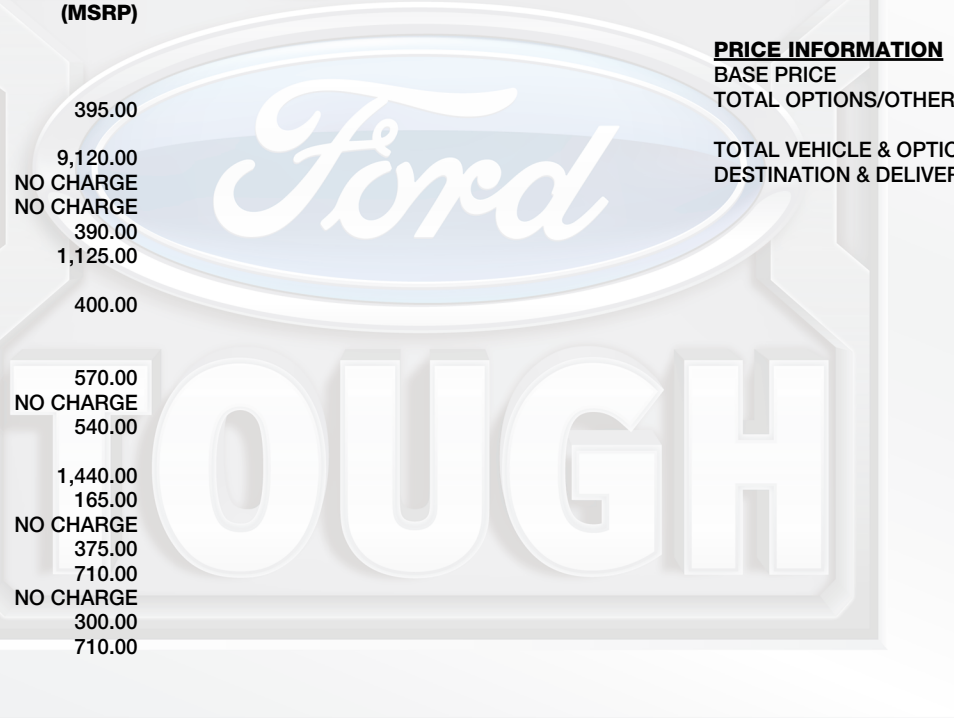 (MSRP)
395.00
9,120.00
NO CHARGE
NO CHARGE
390.00
1,125.00
400.00
570.00
NO CHARGE
540.00
1,440.00
165.00
NO CHARGE
375.00
710.00
NO CHARGE
300.00
710.00
PRICE INFORMATION
BASE PRICE
TOTAL OPTIONS/OTHER
TOTAL VEHICLE & OPTIO
DESTINATION & DELIVER
Ford
TOUGH